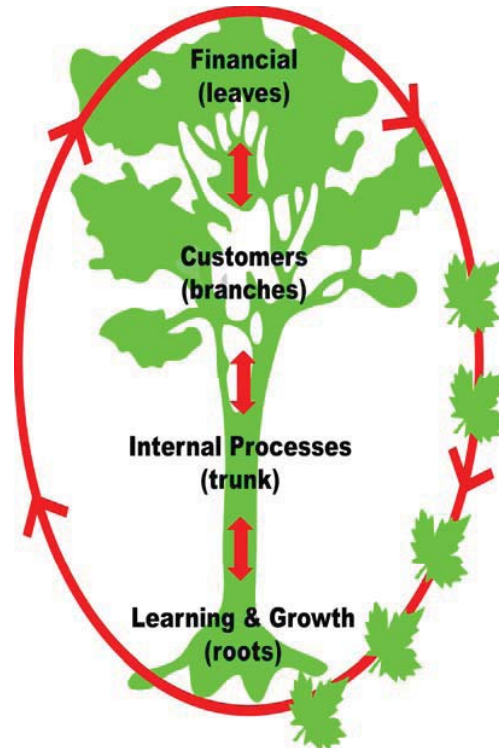 Financial
(leaves)
Customers
(branches)
Internal Processes
(trunk)
Learning & Growth
(roots)